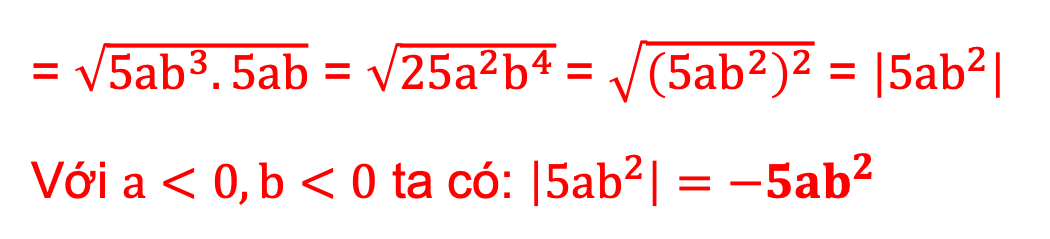 = √5ab³. 5ab = √25a²b⁴ = √(5ab²)² = |5ab²|
Với a < 0, b < 0 ta có: |5ab²| = −5ab²